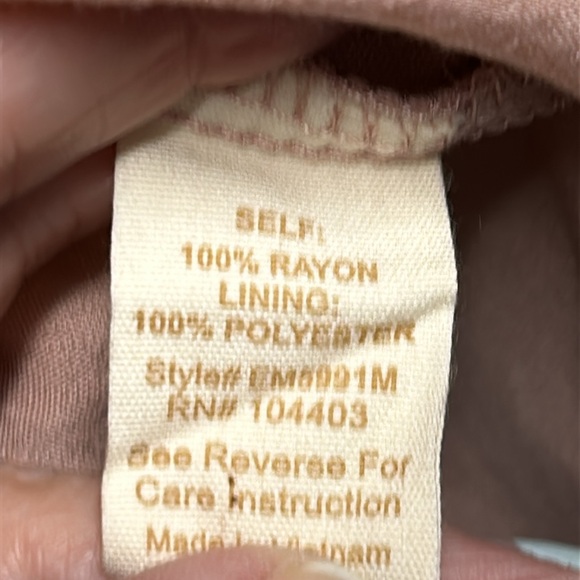 SELF:
100% RAYON
LINING:
100% POLYESTER
Style#
RN# 104403
See Reverse For
Care Instruction
Made In Vietnam